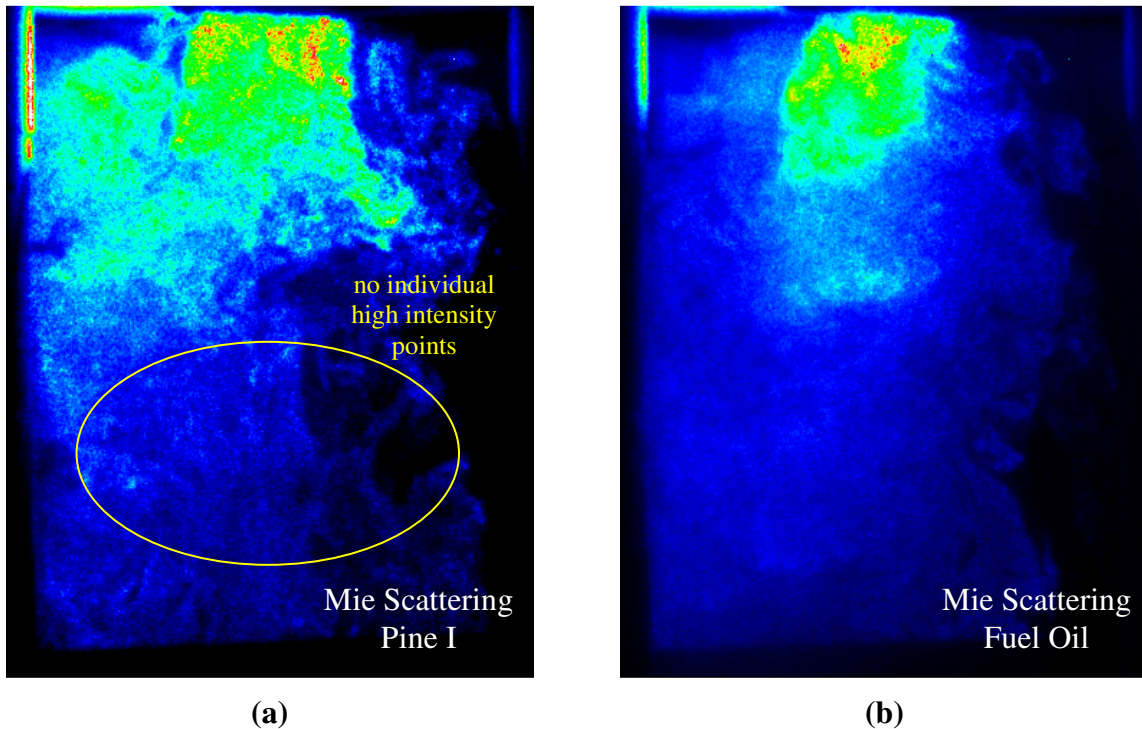 no individual
high intensity
points
Mie Scattering
Pine I
Mie Scattering
Fuel Oil
(a)
(b)